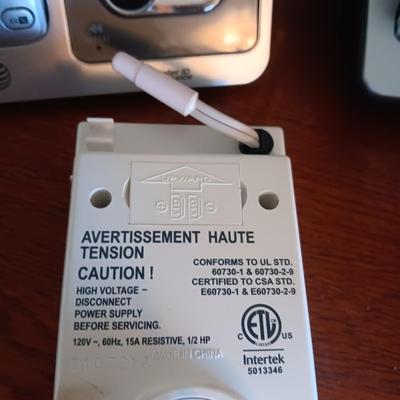 UPWARD
AVERTISSEMENT HAUTE
TENSION
CAUTION !
HIGH VOLTAGE –
DISCONNECT
POWER SUPPLY
BEFORE SERVICING.
120V ~, 60Hz, 15A RESISTIVE, 1/2 HP
CONFORMS TO UL STD.
60730-1 & 60730-2-9
CERTIFIED TO CSA STD.
E60730-1 & E60730-2-9
ETL
C US
LISTED
Intertek
5013346
MADE IN CHINA